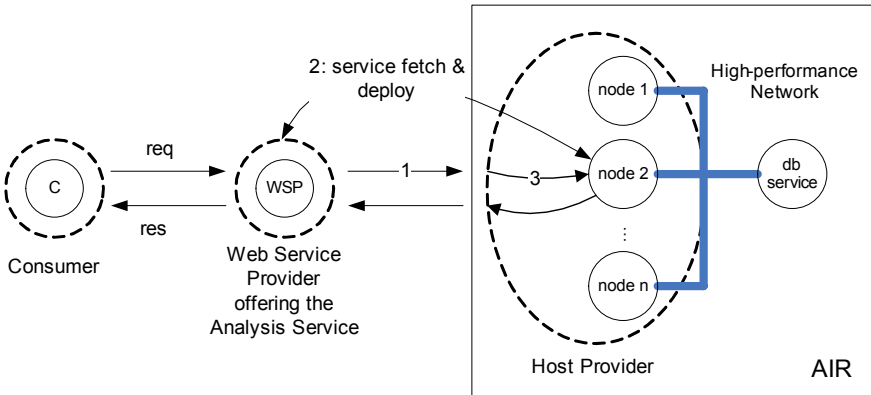 2: service fetch &
deploy
High-performance
Network
node 1
req
1
C
WSP
3
node 2
db
service
res
Consumer
Web Service
Provider
offering the
Analysis Service
...
node n
Host Provider
AIR